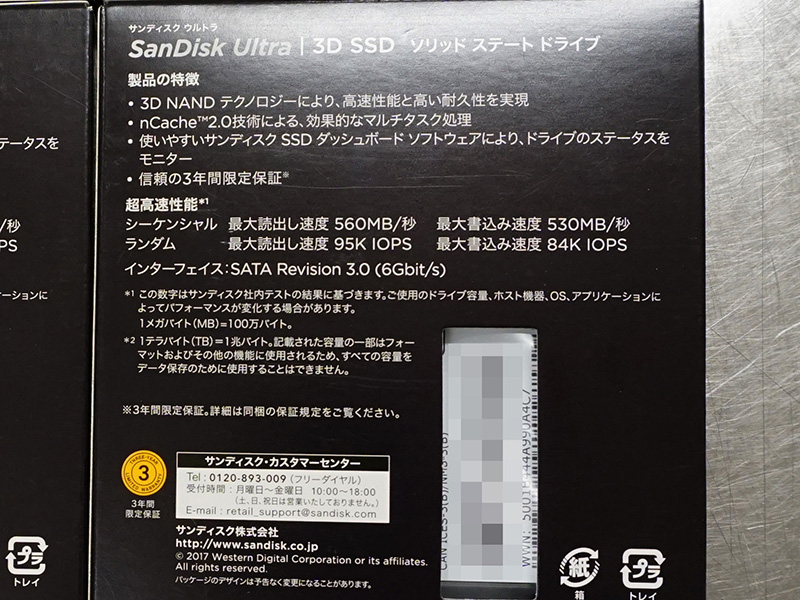 サンディスク ウルトラ
SanDisk Ultra | 3D SSD ソリッド ステート ドライブ
製品の特徴
• 3D NAND テクノロジーにより、高速性能と高い耐久性を実現
• nCache™2.0技術による、効果的なマルチタスク処理
• 使いやすいサンディスク SSD ダッシュボード ソフトウェアにより、ドライブのステータスを
モニター
• 信頼の3年間限定保証※
超高速性能*1
シーケンシャル 最大読出し速度 560MB/秒 最大書込み速度 530MB/秒
ランダム 最大読出し速度 95K IOPS 最大書込み速度 84K IOPS
インターフェイス:SATA Revision 3.0 (6Gbit/s)
*1 この数字はサンディスク社内テストの結果に基づきます。ご使用のドライブ容量、ホスト機器、OS、アプリケーションに
よってパフォーマンスが変化する場合があります。
1メガバイト(MB)=100万バイト。
*2 1テラバイト(TB)=1兆バイト。記載された容量の一部はフォー
マットおよびその他の機能に使用されるため、すべての容量を
データ保存のために使用することはできません。
※3年間限定保証。詳細は同梱の保証規定をご覧ください。
THREE-YEAR
3
LIMITED WARRANTY
3年間
限定保証
サンディスク・カスタマーセンター
Tel : 0120-893-009 (フリーダイヤル)
受付時間 : 月曜日～金曜日 10:00～18:00
(土、日、祝日は営業いたしておりません。)
E-mail : retail_support@sandisk.com
サンディスク株式会社
http://www.sandisk.co.jp
© 2017 Western Digital Corporation or its affiliates.
All rights reserved.
パッケージのデザインは予告なく変更になることがあります。
WWN:
紙
箱
プラ
トレイ
テータスを
/秒
PS
ケーションに
プラ
トレイ